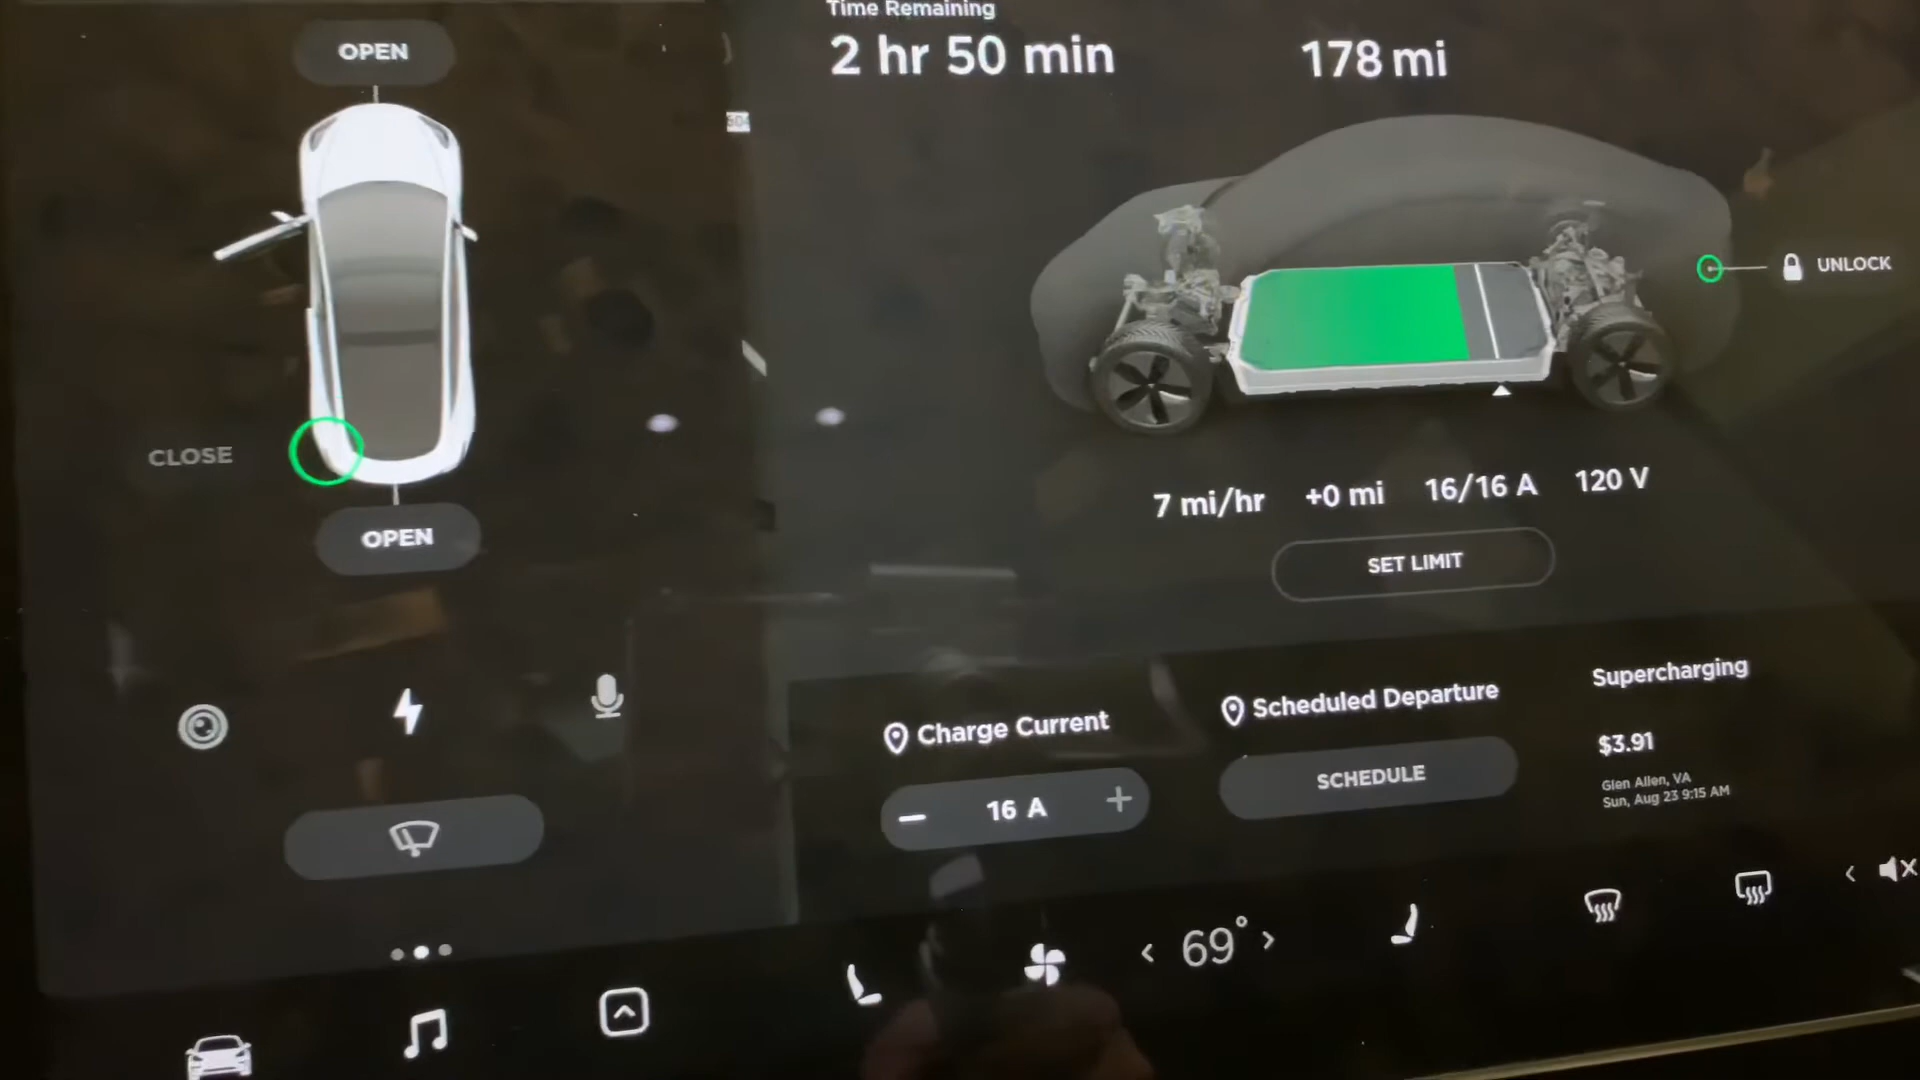 OPEN
Time Remaining
2 hr 50 min
178 mi
UNLOCK
CLOSE
OPEN
7 mi/hr
+0 mi
16/16 A
120 V
SET LIMIT
Charge Current
16 A
Scheduled Departure
SCHEDULE
Supercharging
$3.91
Glen Allen, VA
Sun, Aug 23 9:15 AM
69°